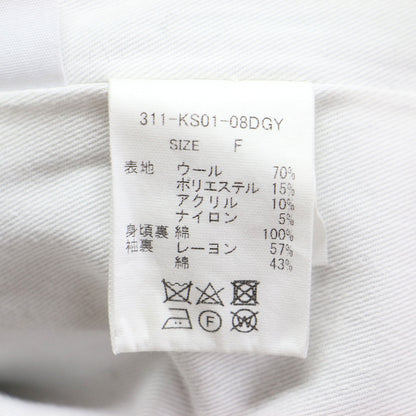 311-KS01-08DGY
SIZE F
表地 ウール 70%
ポリエステル 15%
アクリル 10%
ナイロン 5%
身頃裏 綿 100%
袖裏 レーヨン 57%
綿 43%
F W